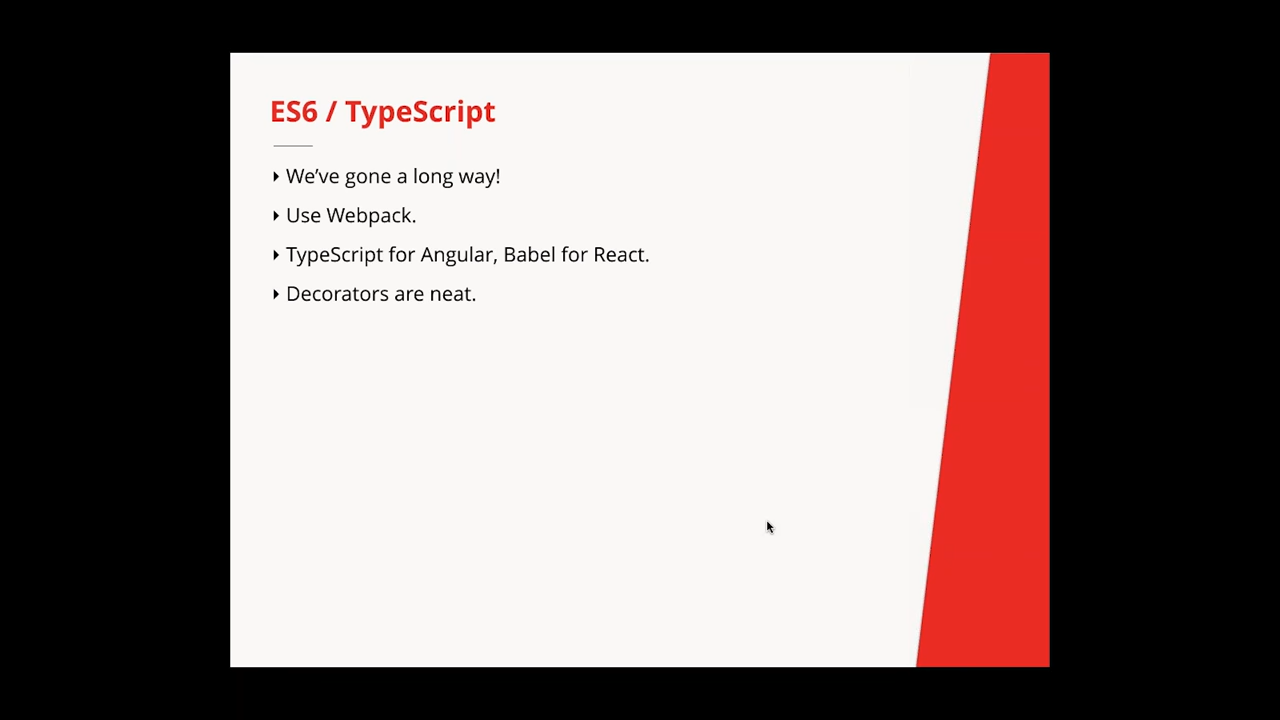 ES6 / TypeScript
We’ve gone a long way!
Use Webpack.
TypeScript for Angular, Babel for React.
Decorators are neat.